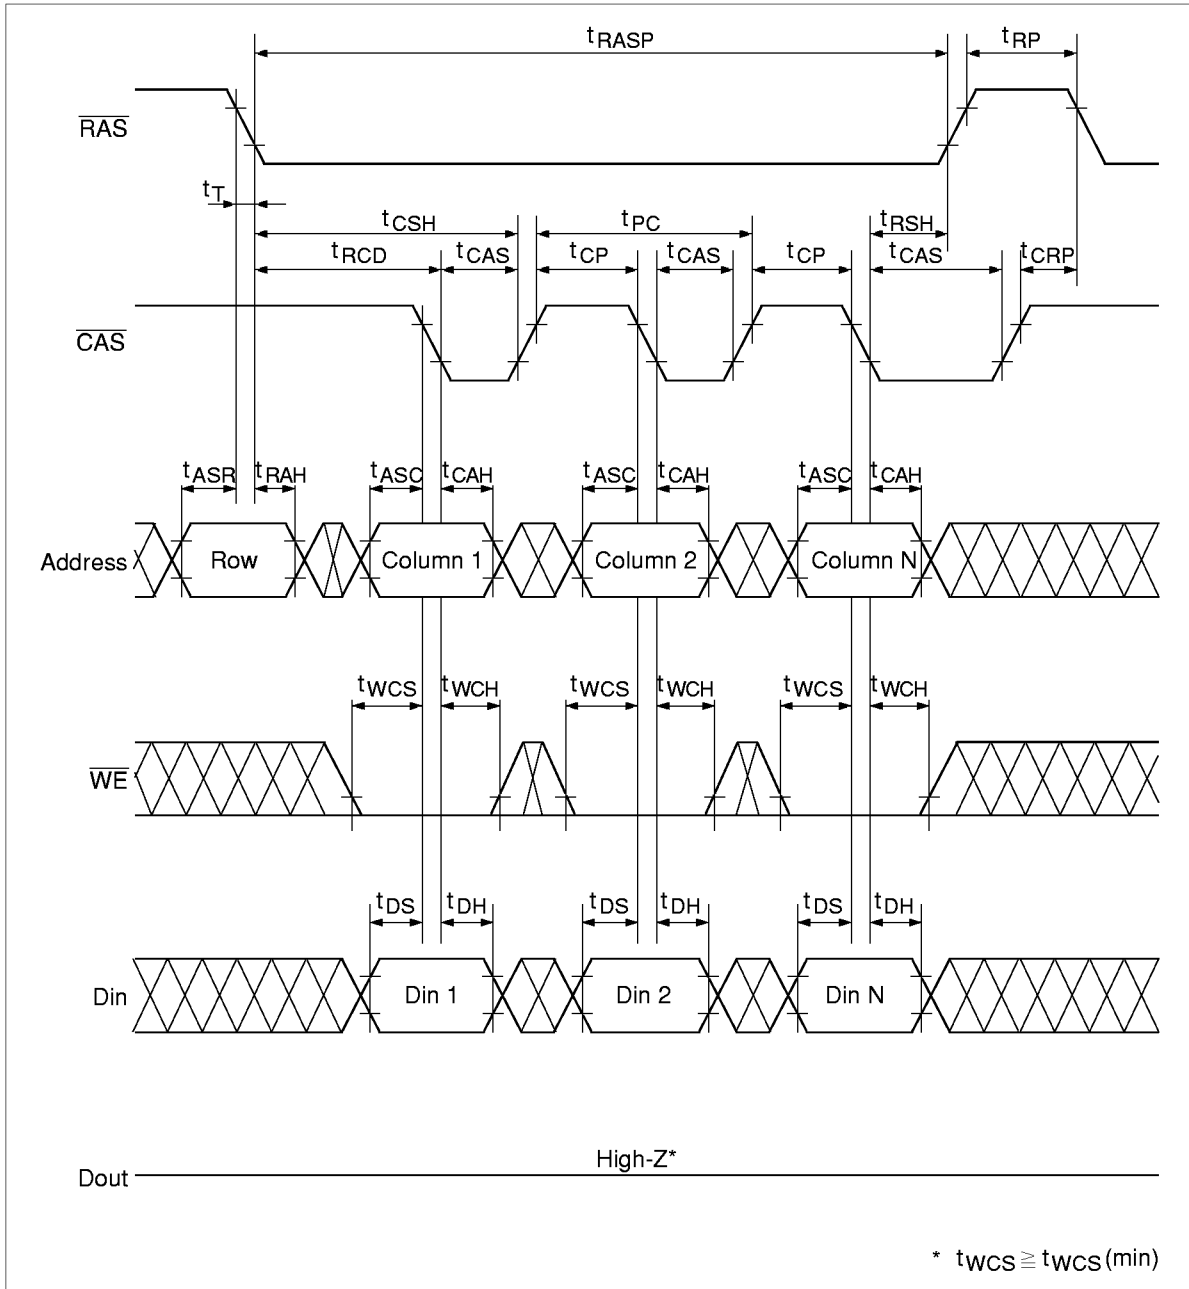 tRASP tRP
RAS
tT
tCSH tPC tRSH
tRCD tCAS tCP tCAS tCP tCAS tCRP
CAS
tASR tRAH tASC tCAH tASC tCAH tASC tCAH
Address Row Column 1 Column 2 Column N
tWCS tWCH tWCS tWCH tWCS tWCH
WE
tDS tDH tDS tDH tDS tDH
Din Din 1 Din 2 Din N
High-Z*
Dout
* tWCS ≧ tWCS (min)